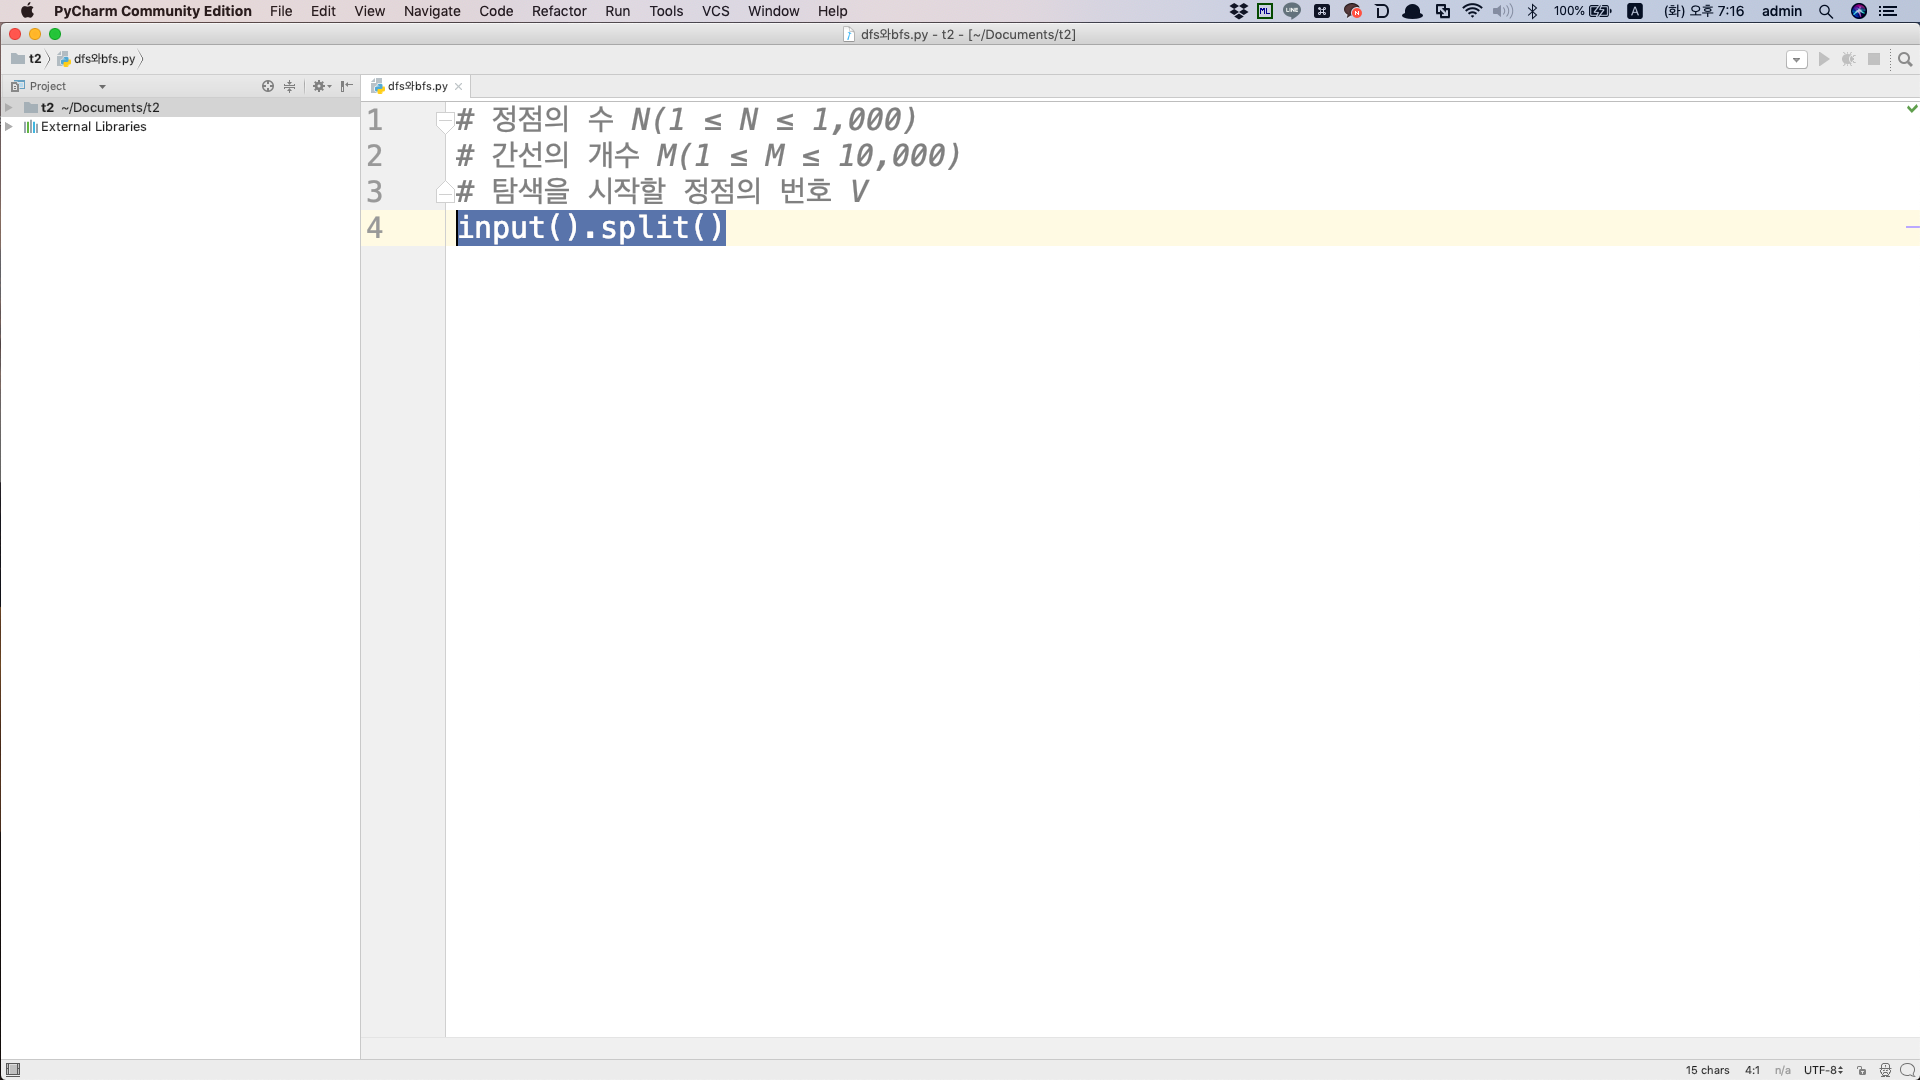 PyCharm Community Edition File Edit View Navigate Code Refactor Run Tools VCS Window Help ML LINE N 100% A (화) 오후 7:16 admin
dfs와bfs.py - t2 - [~/Documents/t2]
t2 dfs와bfs.py
Project
dfs와bfs.py
t2 ~/Documents/t2
External Libraries
1 # 정점의 수 N(1 ≤ N ≤ 1,000)
2 # 간선의 개수 M(1 ≤ M ≤ 10,000)
3 # 탐색을 시작할 정점의 번호 V
4 input().split()
15 chars 4:1 n/a UTF-8